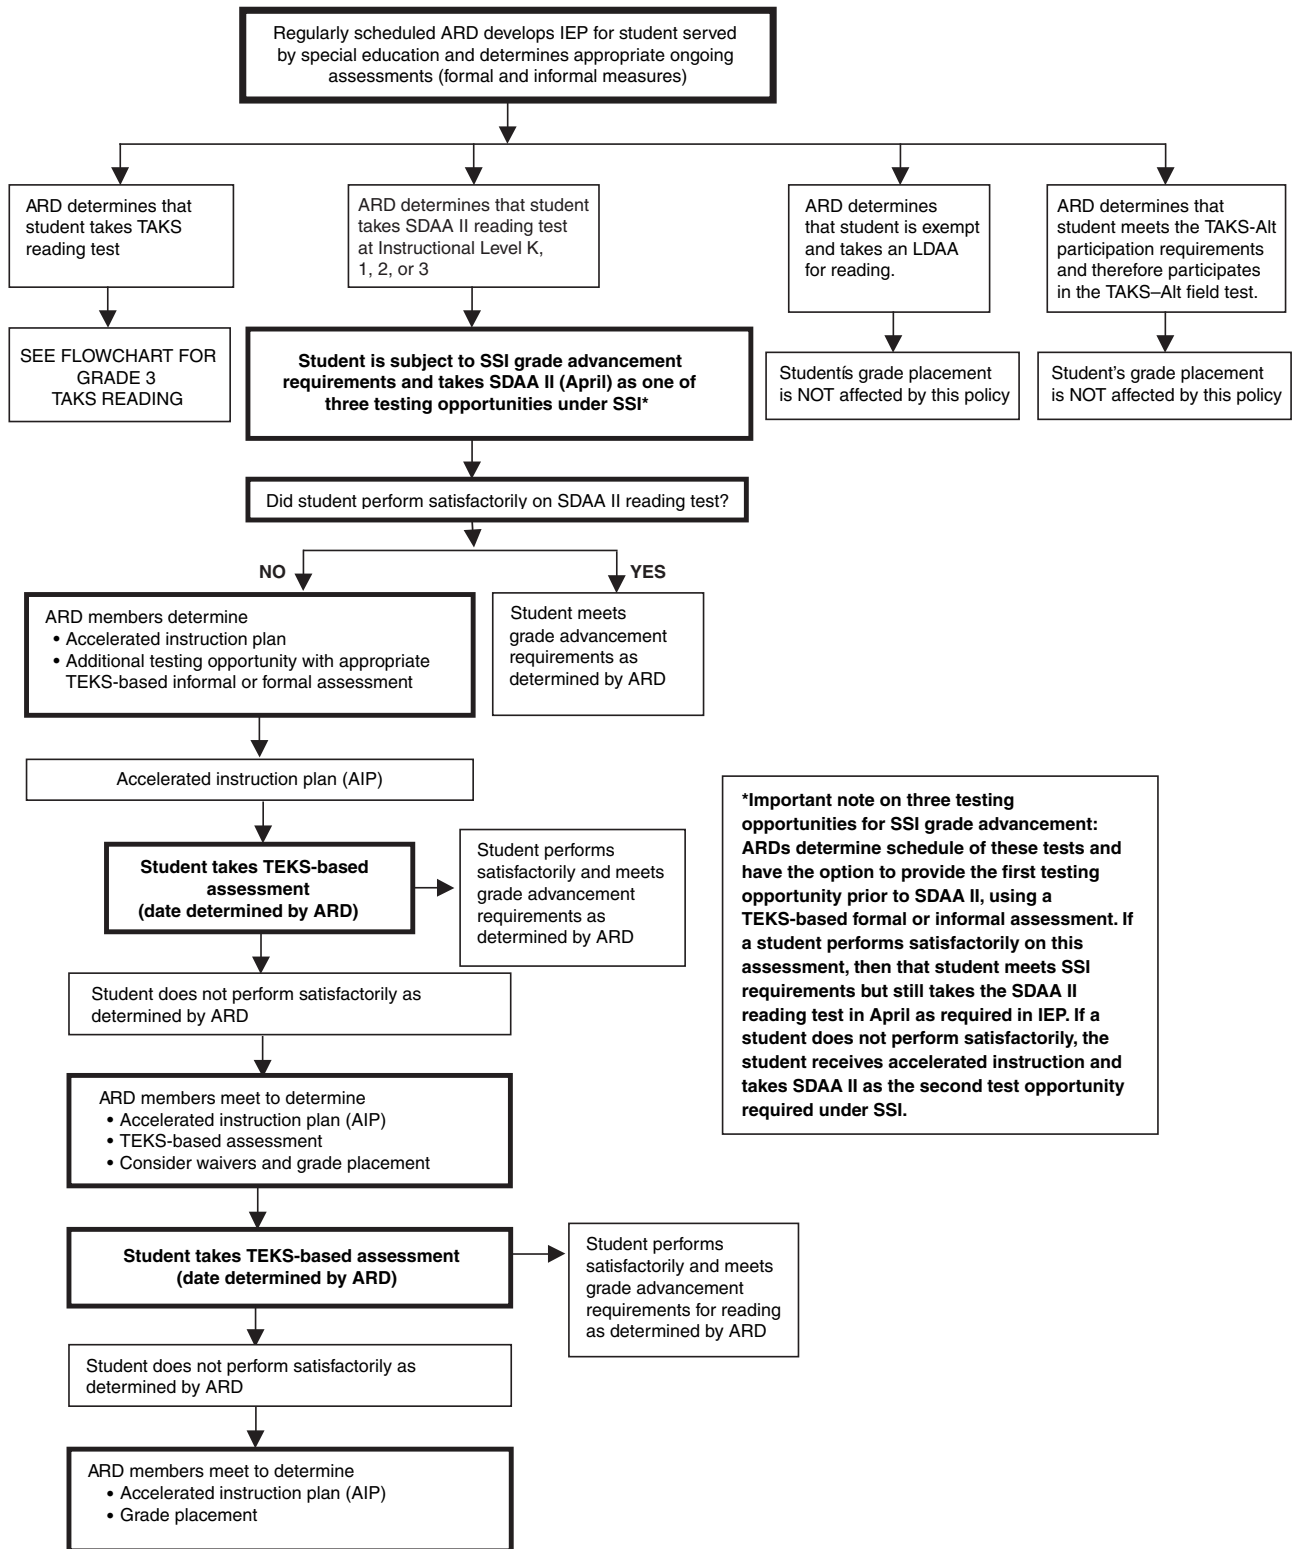 Regularly scheduled ARD develops IEP for student served
by special education and determines appropriate ongoing
assessments (formal and informal measures)
ARD determines that
student takes TAKS
reading test
ARD determines that student
takes SDAA II reading test
at Instructional Level K,
1, 2, or 3
ARD determines
that student is exempt
and takes an LDAA
for reading.
ARD determines that
student meets the TAKS-Alt
participation requirements
and therefore participates
in the TAKS–Alt field test.
SEE FLOWCHART FOR
GRADE 3
TAKS READING
Student is subject to SSI grade advancement
requirements and takes SDAA II (April) as one of
three testing opportunities under SSI*
Studentís grade placement
is NOT affected by this policy
Student's grade placement
is NOT affected by this policy
Did student perform satisfactorily on SDAA II reading test?
NO
YES
ARD members determine
• Accelerated instruction plan
• Additional testing opportunity with appropriate
TEKS-based informal or formal assessment
Student meets
grade advancement
requirements as
determined by ARD
Accelerated instruction plan (AIP)
Student takes TEKS-based
assessment
(date determined by ARD)
Student performs
satisfactorily and meets
grade advancement
requirements as
determined by ARD
*Important note on three testing
opportunities for SSI grade advancement:
ARDs determine schedule of these tests and
have the option to provide the first testing
opportunity prior to SDAA II, using a
TEKS-based formal or informal assessment. If
a student performs satisfactorily on this
assessment, then that student meets SSI
requirements but still takes the SDAA II
reading test in April as required in IEP. If a
student does not perform satisfactorily, the
student receives accelerated instruction and
takes SDAA II as the second test opportunity
required under SSI.
Student does not perform satisfactorily as
determined by ARD
ARD members meet to determine
• Accelerated instruction plan (AIP)
• TEKS-based assessment
• Consider waivers and grade placement
Student takes TEKS-based assessment
(date determined by ARD)
Student performs
satisfactorily and meets
grade advancement
requirements for reading
as determined by ARD
Student does not perform satisfactorily as
determined by ARD
ARD members meet to determine
• Accelerated instruction plan (AIP)
• Grade placement